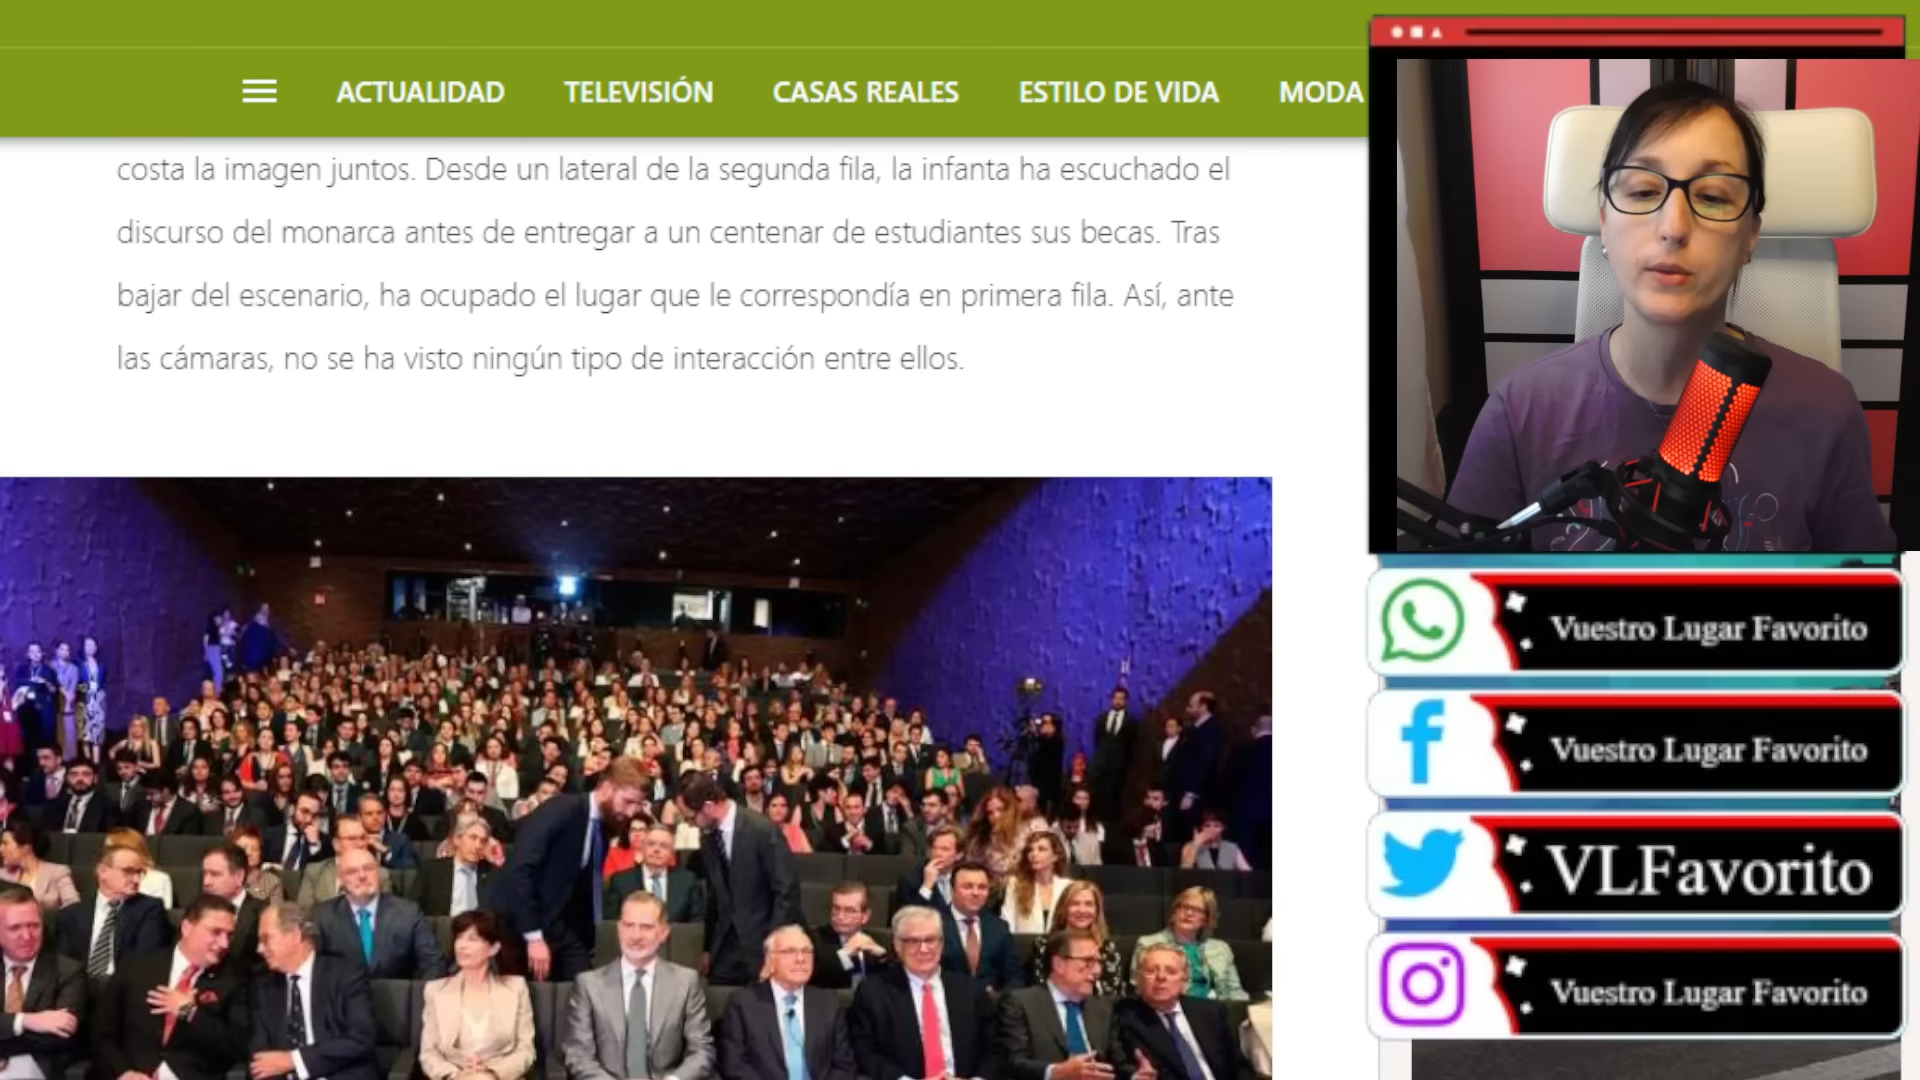 ACTUALIDAD TELEVISIÓN CASAS REALES ESTILO DE VIDA MODA
costa la imagen juntos. Desde un lateral de la segunda fila, la infanta ha escuchado el
discurso del monarca antes de entregar a un centenar de estudiantes sus becas. Tras
bajar del escenario, ha ocupado el lugar que le correspondía en primera fila. Así, ante
las cámaras, no se ha visto ningún tipo de interacción entre ellos.
Vuestro Lugar Favorito
Vuestro Lugar Favorito
VLFavorito
Vuestro Lugar Favorito